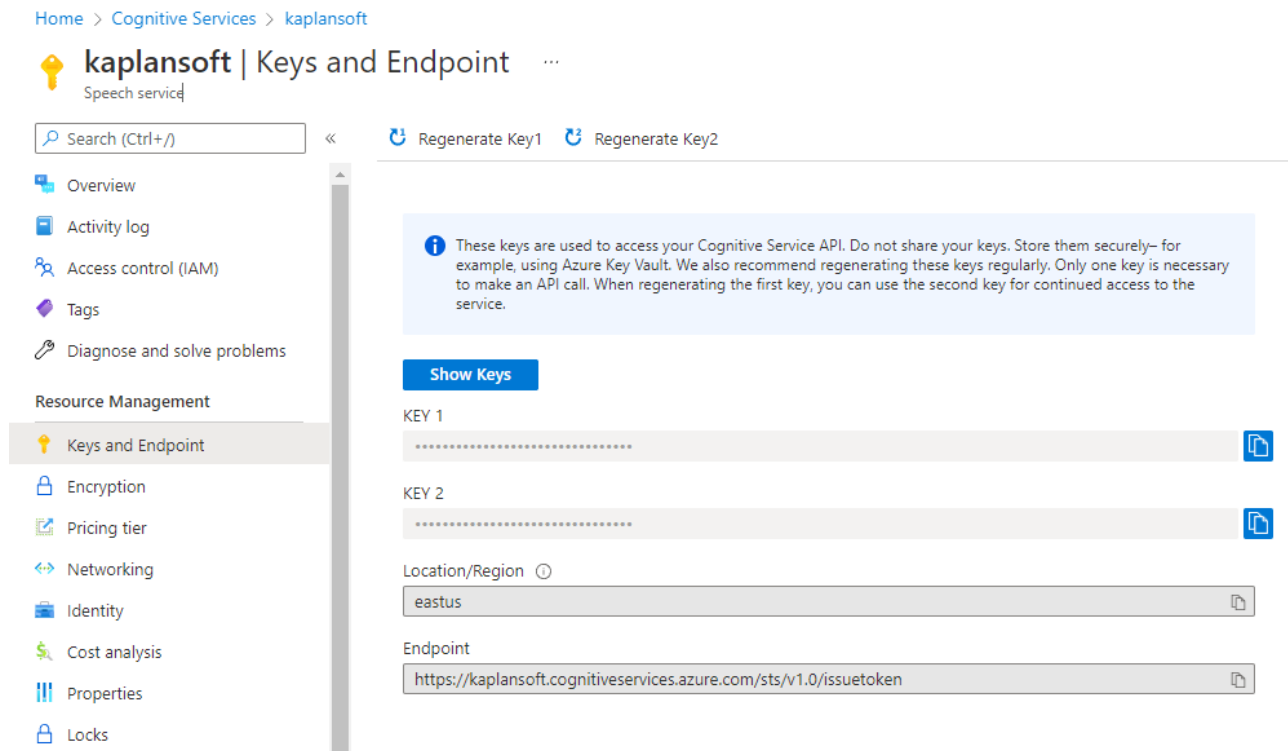 Home > Cognitive Services > kaplansoft
kaplansoft | Keys and Endpoint ...
Speech service
Search (Ctrl+/)
«
Regenerate Key1
Regenerate Key2
Overview
Activity log
Access control (IAM)
Tags
Diagnose and solve problems
Resource Management
Keys and Endpoint
Encryption
Pricing tier
Networking
Identity
Cost analysis
Properties
Locks
These keys are used to access your Cognitive Service API. Do not share your keys. Store them securely– for
example, using Azure Key Vault. We also recommend regenerating these keys regularly. Only one key is necessary
to make an API call. When regenerating the first key, you can use the second key for continued access to the
service.
Show Keys
KEY 1
••••••••••••••••••••••••••••••••
KEY 2
••••••••••••••••••••••••••••••••
Location/Region
eastus
Endpoint
https://kaplansoft.cognitiveservices.azure.com/sts/v1.0/issuetoken